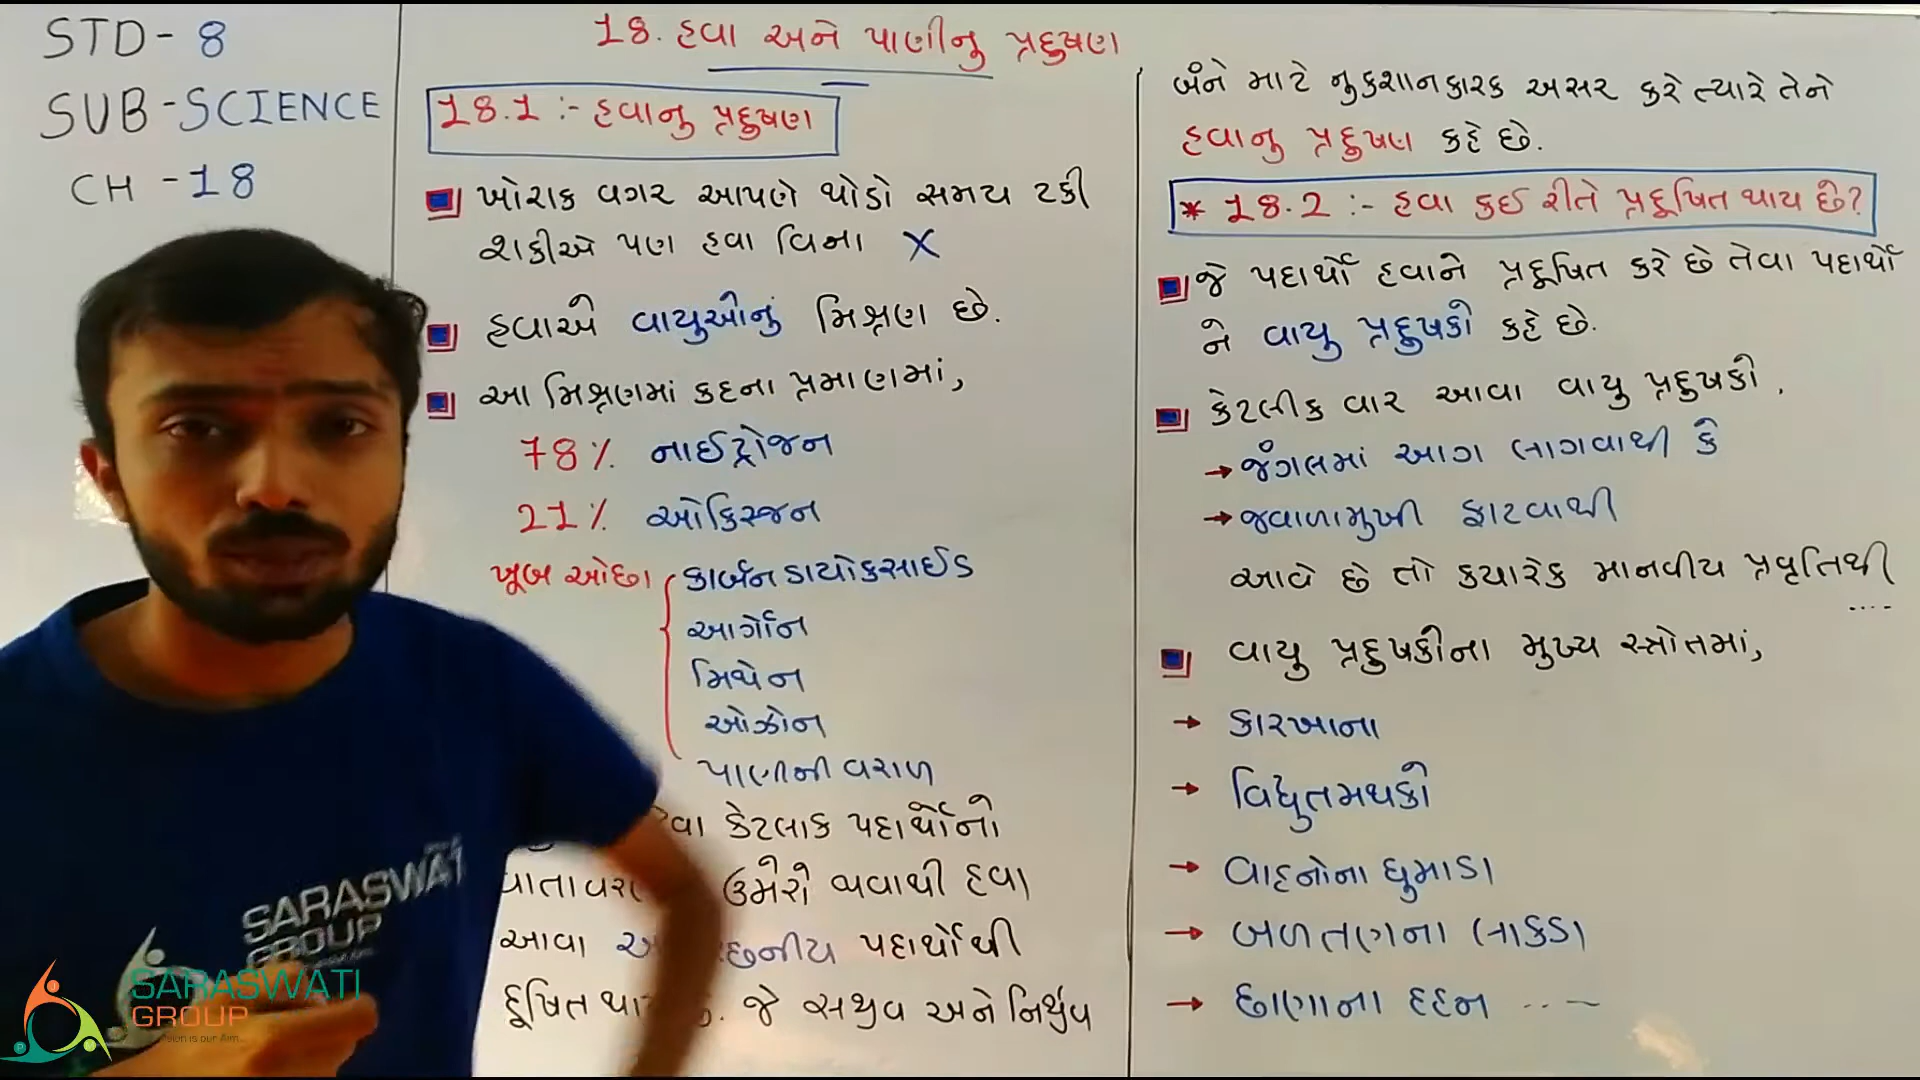 STD- 8
SUB-SCIENCE
CH -18
18. હવા અને પાણીનુ પ્રદુષણ
18.1 :- હવાનુ પ્રદુષણ
ખોરાક વગર આપણે થોડો સમય ટકી
શકીએ પણ હવા વિના X
હવાએ વાયુઓનું મિશ્રણ છે.
આ મિશ્રણમાં કદના પ્રમાણમાં,
78% નાઈટ્રોજન
21% ઓક્સિજન
ખૂબ ઓછા કાર્બન ડાયોકસાઈડ
આર્ગોન
મિથેન
ઓઝોન
પાણીની વરાળ
કેટલાક પદાર્થોનો
ઉમેરો થવાથી હવા
આવા પદાર્થોથી
દૂષિત જે સજીવ અને નિર્જીવ
બંને માટે નુકશાનકારક અસર કરે ત્યારે તેને
હવાનુ પ્રદુષણ કહે છે.
* 18.2 :- હવા કઈ રીતે પ્રદૂષિત થાય છે?
જે પદાર્થો હવાને પ્રદૂષિત કરે છે તેવા પદાર્થો
ને વાયુ પ્રદુષકો કહે છે.
કેટલીક વાર આવા વાયુ પ્રદુષકો.
→ જંગલમાં આગ લાગવાથી કે
→ જવાળામુખી ફાટવાથી
આવે છે તો કયારેક માનવીય પ્રવૃતિથી
....
વાયુ પ્રદુષકોના મુખ્ય સ્ત્રોતમાં,
→ કારખાના
→ વિદ્યુતમથકો
→ વાહનોના ધુમાડા
→ બળતણના લાકડા
→ છાણાના દહન ..--
SARASWATI
GROUP
SARASWATI
GROUP